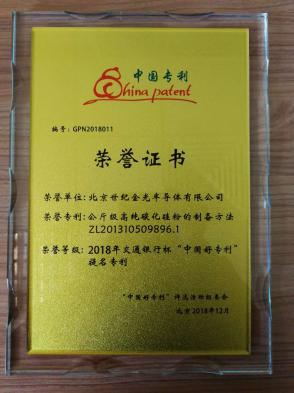 中国专利
China patent
编号:GPN2018011
荣誉证书
荣誉单位:北京世纪金光半导体有限公司
荣誉专利:公斤级高纯碳化硅粉的制备方法
ZL201310509896.1
荣誉等级:2018年交通银行杯“中国好专利”
提名专利
“中国好专利”评选活动组委会
北京2018年12月